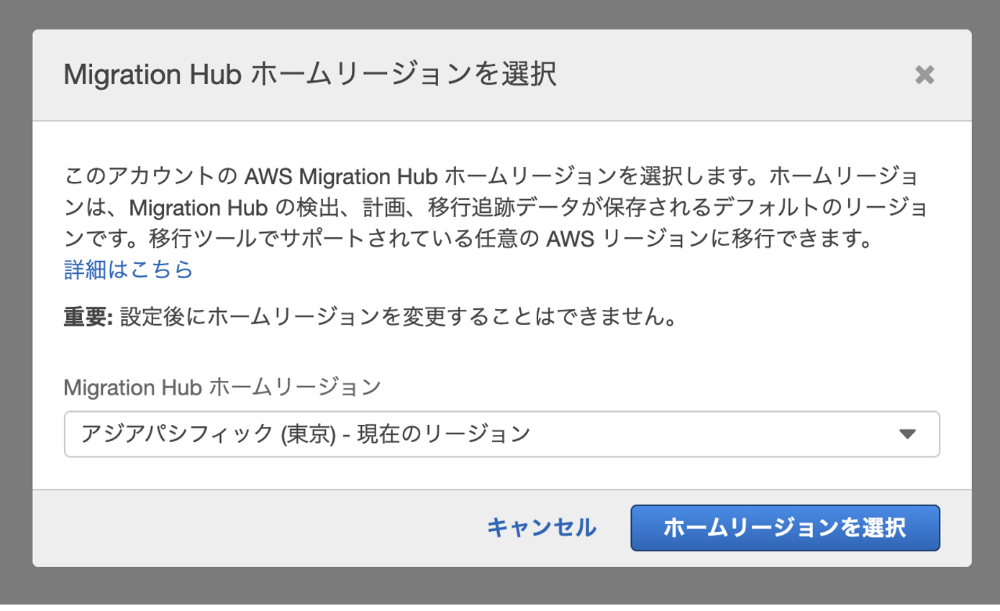 Migration Hub ホームリージョンを選択
このアカウントの AWS Migration Hub ホームリージョンを選択します。ホームリージョ
ンは、Migration Hub の検出、計画、移行追跡データが保存されるデフォルトのリージョ
ンです。移行ツールでサポートされている任意の AWS リージョンに移行できます。
詳細はこちら
重要: 設定後にホームリージョンを変更することはできません。
Migration Hub ホームリージョン
アジアパシフィック (東京) - 現在のリージョン
キャンセル
ホームリージョンを選択